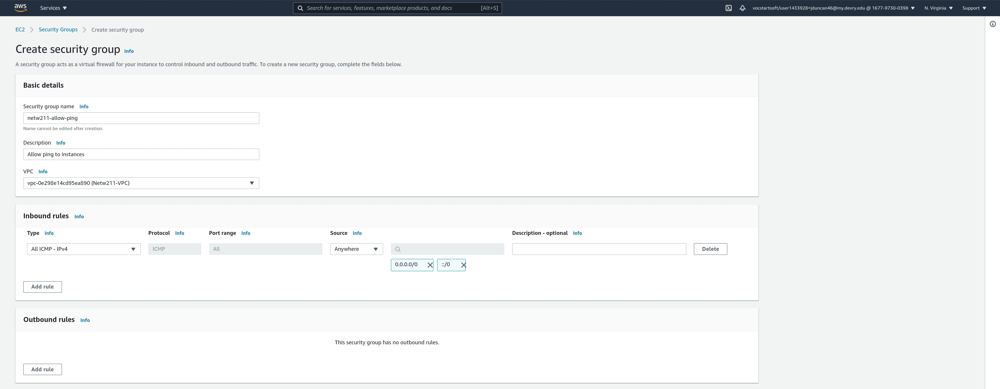 aws Services Search for services, features, marketplace products, and docs [Alt+S] vocstartsoft/user1433928=jduncan46@my.devry.edu @ 1677-9730-0398 N. Virginia Support
EC2 Security Groups Create security group
Create security group Info
A security group acts as a virtual firewall for your instance to control inbound and outbound traffic. To create a new security group, complete the fields below.
Basic details
Security group name Info
netw211-allow-ping
Name cannot be edited after creation.
Description Info
Allow ping to instances
VPC Info
vpc-0e298e14cd95ea890 (Netw211-VPC)
Inbound rules Info
Type Info Protocol Info Port range Info Source Info Description - optional Info
All ICMP - IPv4 ICMP All Anywhere Delete
0.0.0.0/0 ::/0
Add rule
Outbound rules Info
This security group has no outbound rules.
Add rule